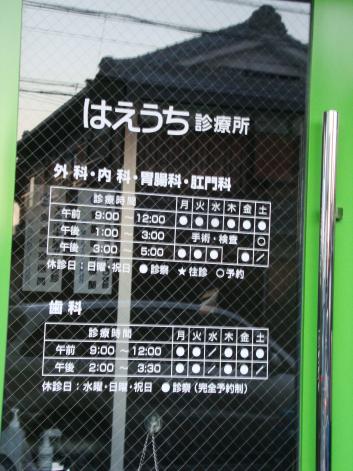 はえうち 診療所
外科・内科・胃腸科・肛門科
診療時間 月 火 水 木 金 土
午前 9:00 ～ 12:00 ● ● ● ● ● ●
午後 1:00 ～ 3:00 手術・検査 ○
午後 3:00 ～ 5:00 ● ● ● ● ／
休診日：日曜・祝日 ●診察 ★往診 ○予約
歯科
診療時間 月 火 水 木 金 土
午前 9:00 ～ 12:00 ● ● ／ ● ● ●
午後 2:00 ～ 3:30 ● ● ／ ● ● ●
休診日：水曜・日曜・祝日 ●診察（完全予約制）